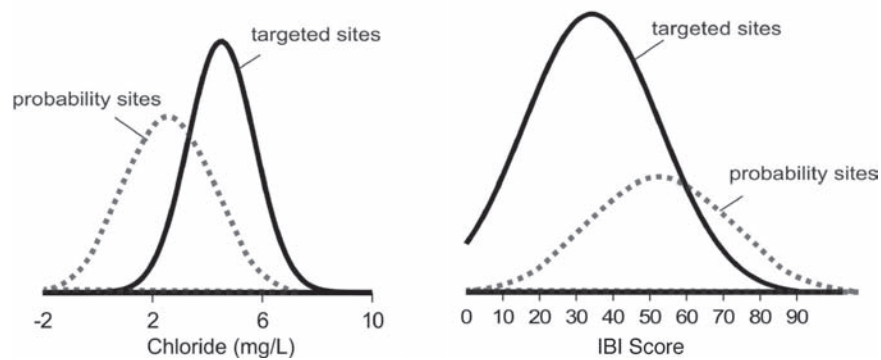 targeted sites
probability sites
-2 2 6 10
Chloride (mg/L)
targeted sites
probability sites
0 10 20 30 40 50 60 70 80 90
IBI Score